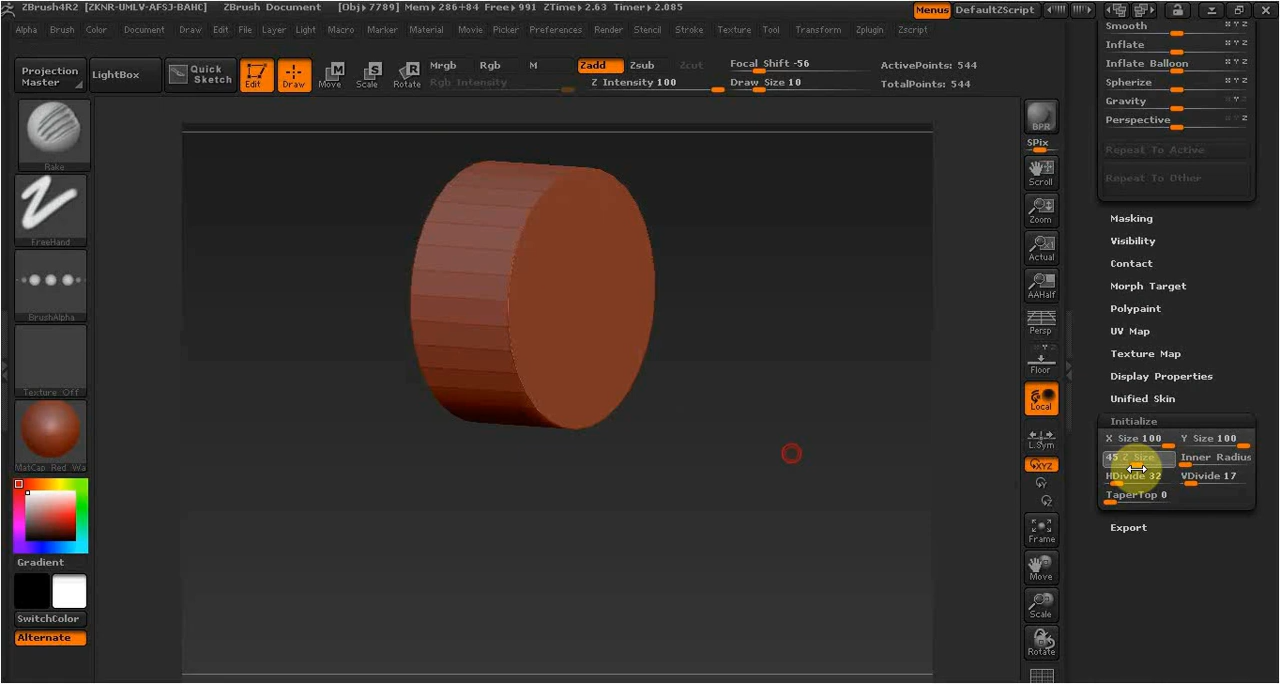 ZBrush4R2 [ZKNR-UMLV-AFSJ-BAHC] ZBrush Document [Obj▸7789] Mem▸286+84 Free▸991 ZTime▸2.63 Timer▸2.085 Menus DefaultZScript
Alpha Brush Color Document Draw Edit File Layer Light Macro Marker Material Movie Picker Preferences Render Stencil Stroke Texture Tool Transform Zplugin Zscript
Projection Master
LightBox
Quick Sketch
Edit Draw Move Scale Rotate
Mrgb Rgb M
Rgb Intensity
Zadd Zsub Zcut
Z Intensity 100
Focal Shift -56
Draw Size 10
ActivePoints: 544
TotalPoints: 544
Rake
FreeHand
BrushAlpha
Texture Off
MatCap Red Wa
Gradient
SwitchColor
Alternate
BPR
SPix
Scroll
Zoom
Actual
AAHalf
Persp
Floor
Local
L.Sym
XYZ
Y
Z
Frame
Move
Scale
Rotate
Smooth
Inflate X Y Z
Inflate Balloon X Y Z
Spherize X Y Z
Gravity Y Z
Perspective X Y Z
Repeat To Active
Repeat To Other
Masking
Visibility
Contact
Morph Target
Polypaint
UV Map
Texture Map
Display Properties
Unified Skin
Initialize
X Size 100 Y Size 100
45 Z Size Inner Radius
HDivide 32 VDivide 17
TaperTop 0
Export